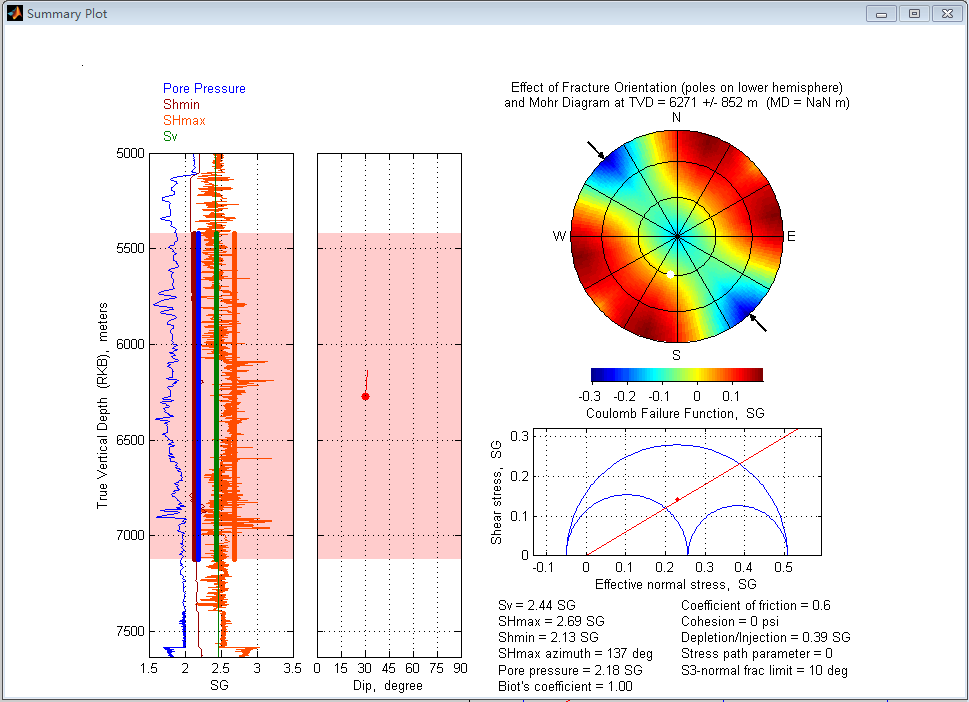 Summary Plot
Pore Pressure
Shmin
SHmax
Sv
5000
5500
6000
6500
7000
7500
True Vertical Depth (RKB), meters
1.5 2 2.5 3 3.5
SG
0 15 30 45 60 75 90
Dip, degree
Effect of Fracture Orientation (poles on lower hemisphere)
and Mohr Diagram at TVD = 6271 +/- 852 m (MD = NaN m)
N
W
E
S
-0.3 -0.2 -0.1 0 0.1
Coulomb Failure Function, SG
0.3
0.2
0.1
0
Shear stress, SG
-0.1 0 0.1 0.2 0.3 0.4 0.5
Effective normal stress, SG
Sv = 2.44 SG
SHmax = 2.69 SG
Shmin = 2.13 SG
SHmax azimuth = 137 deg
Pore pressure = 2.18 SG
Biot's coefficient = 1.00
Coefficient of friction = 0.6
Cohesion = 0 psi
Depletion/Injection = 0.39 SG
Stress path parameter = 0
S3-normal frac limit = 10 deg